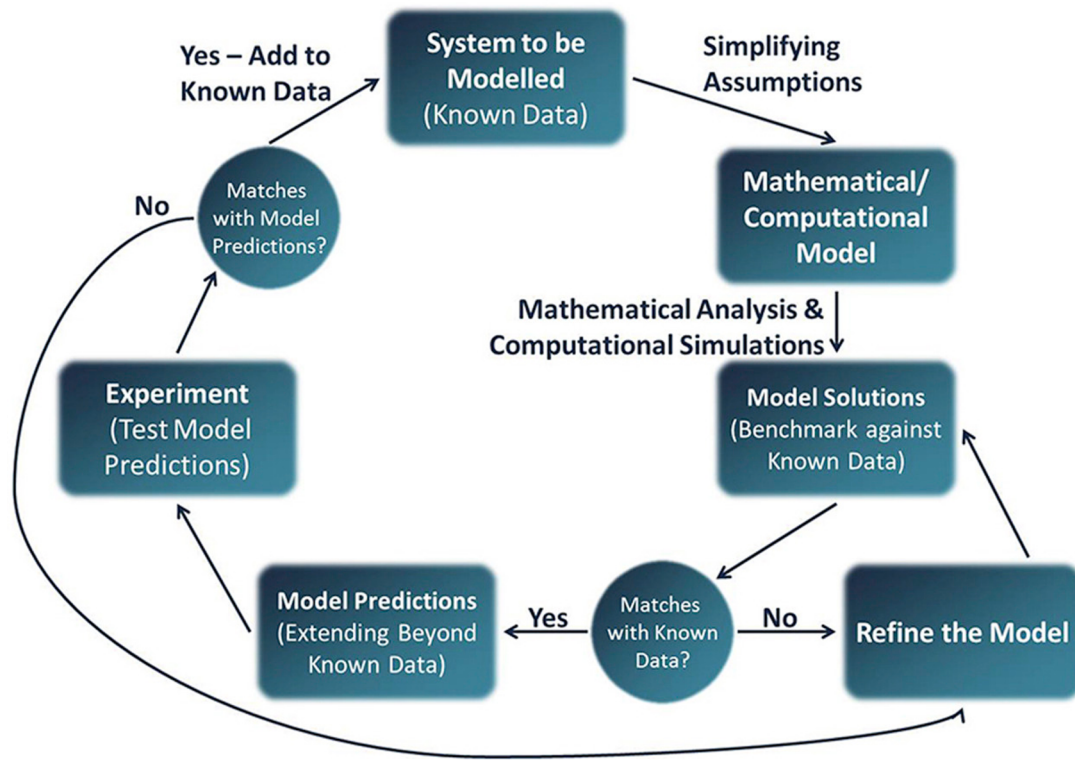 System to be
Modelled
(Known Data)
Simplifying
Assumptions
Mathematical/
Computational
Model
Mathematical Analysis &
Computational Simulations
Model Solutions
(Benchmark against
Known Data)
Matches
with Known
Data?
No
Refine the Model
Yes
Model Predictions
(Extending Beyond
Known Data)
Experiment
(Test Model
Predictions)
Matches
with Model
Predictions?
No
Yes – Add to
Known Data